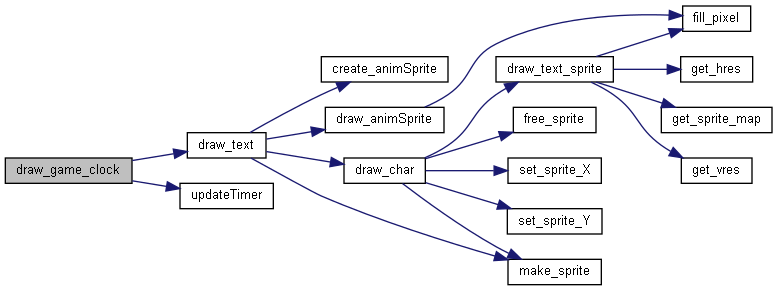 draw_game_clock
draw_text
updateTimer
create_animSprite
draw_animSprite
draw_char
draw_text_sprite
free_sprite
set_sprite_X
set_sprite_Y
make_sprite
fill_pixel
get_hres
get_sprite_map
get_vres